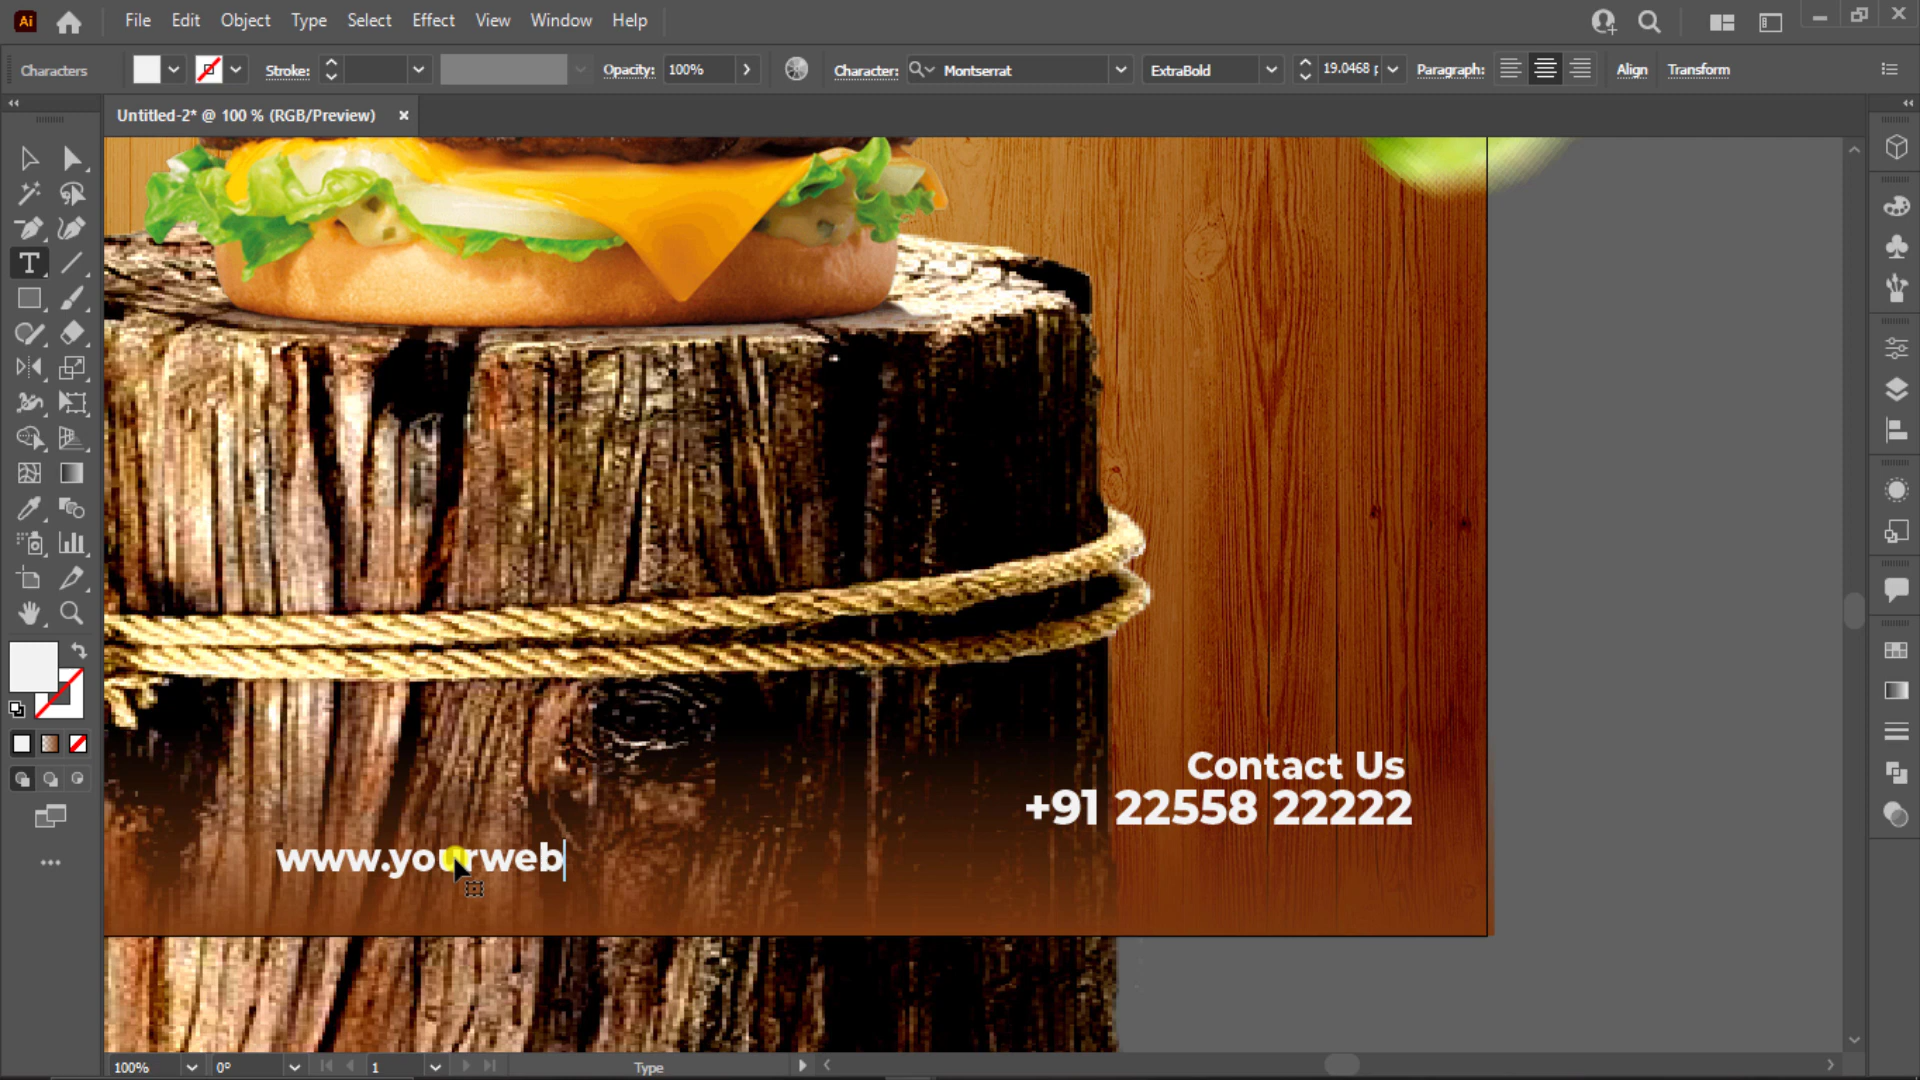 Ai File Edit Object Type Select Effect View Window Help
Characters Stroke: Opacity: 100% Character: Montserrat ExtraBold 19.0468 p Paragraph: Align Transform
Untitled-2* @ 100 % (RGB/Preview)
Contact Us
+91 22558 22222
www.yourweb
100% 0° 1 Type